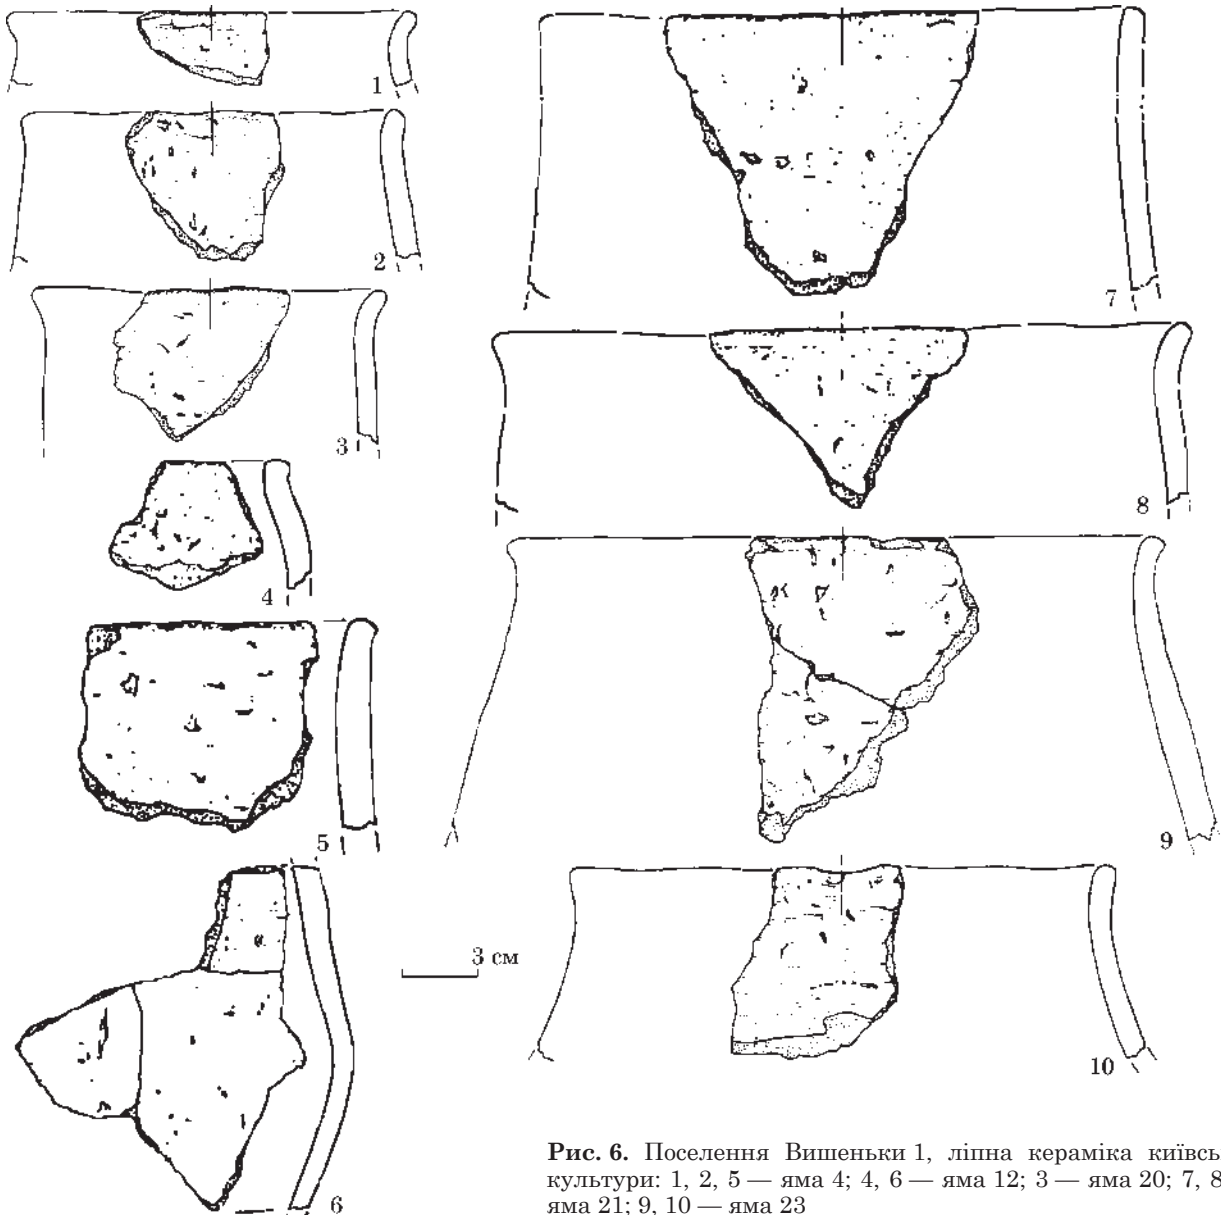 1
2
3
4
5
6
3 см
7
8
9
10
Рис. 6. Поселення Вишеньки 1, ліпна кераміка київсь
культури: 1, 2, 5 — яма 4; 4, 6 — яма 12; 3 — яма 20; 7, 8
яма 21; 9, 10 — яма 23